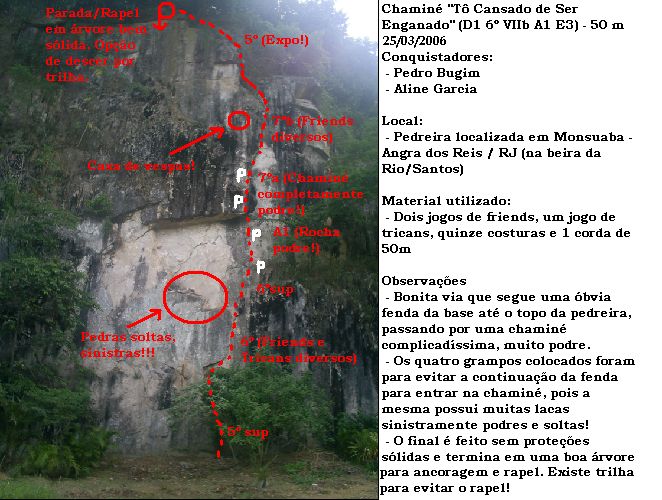 Parada/Rapel
em árvore bem
sólida. Opção
de descer por
trilha.
5º (Expo!)
7ºb (Friends
diversos)
Casa de vespas!
7ºa (Chaminé
completamente
podre!)
P
P
A1 (Rocha
podre!)
P
P
6ºsup
Pedras soltas,
sinistras!!!
6º (Friends e
Tricans diversos)
5º sup
Chaminé "Tô Cansado de Ser
Enganado" (D1 6º VIIb A1 E3) - 50 m
25/03/2006
Conquistadores:
- Pedro Bugim
- Aline Garcia
Local:
- Pedreira localizada em Monsuaba -
Angra dos Reis / RJ (na beira da
Rio/Santos)
Material utilizado:
- Dois jogos de friends, um jogo de
tricans, quinze costuras e 1 corda de
50m
Observações
- Bonita via que segue uma óbvia
fenda da base até o topo da pedreira,
passando por uma chaminé
complicadíssima, muito podre.
- Os quatro grampos colocados foram
para evitar a continuação da fenda
para entrar na chaminé, pois a
mesma possui muitas lacas
sinistramente podres e soltas!
- O final é feito sem proteções
sólidas e termina em uma boa árvore
para ancoragem e rapel. Existe trilha
para evitar o rapel!